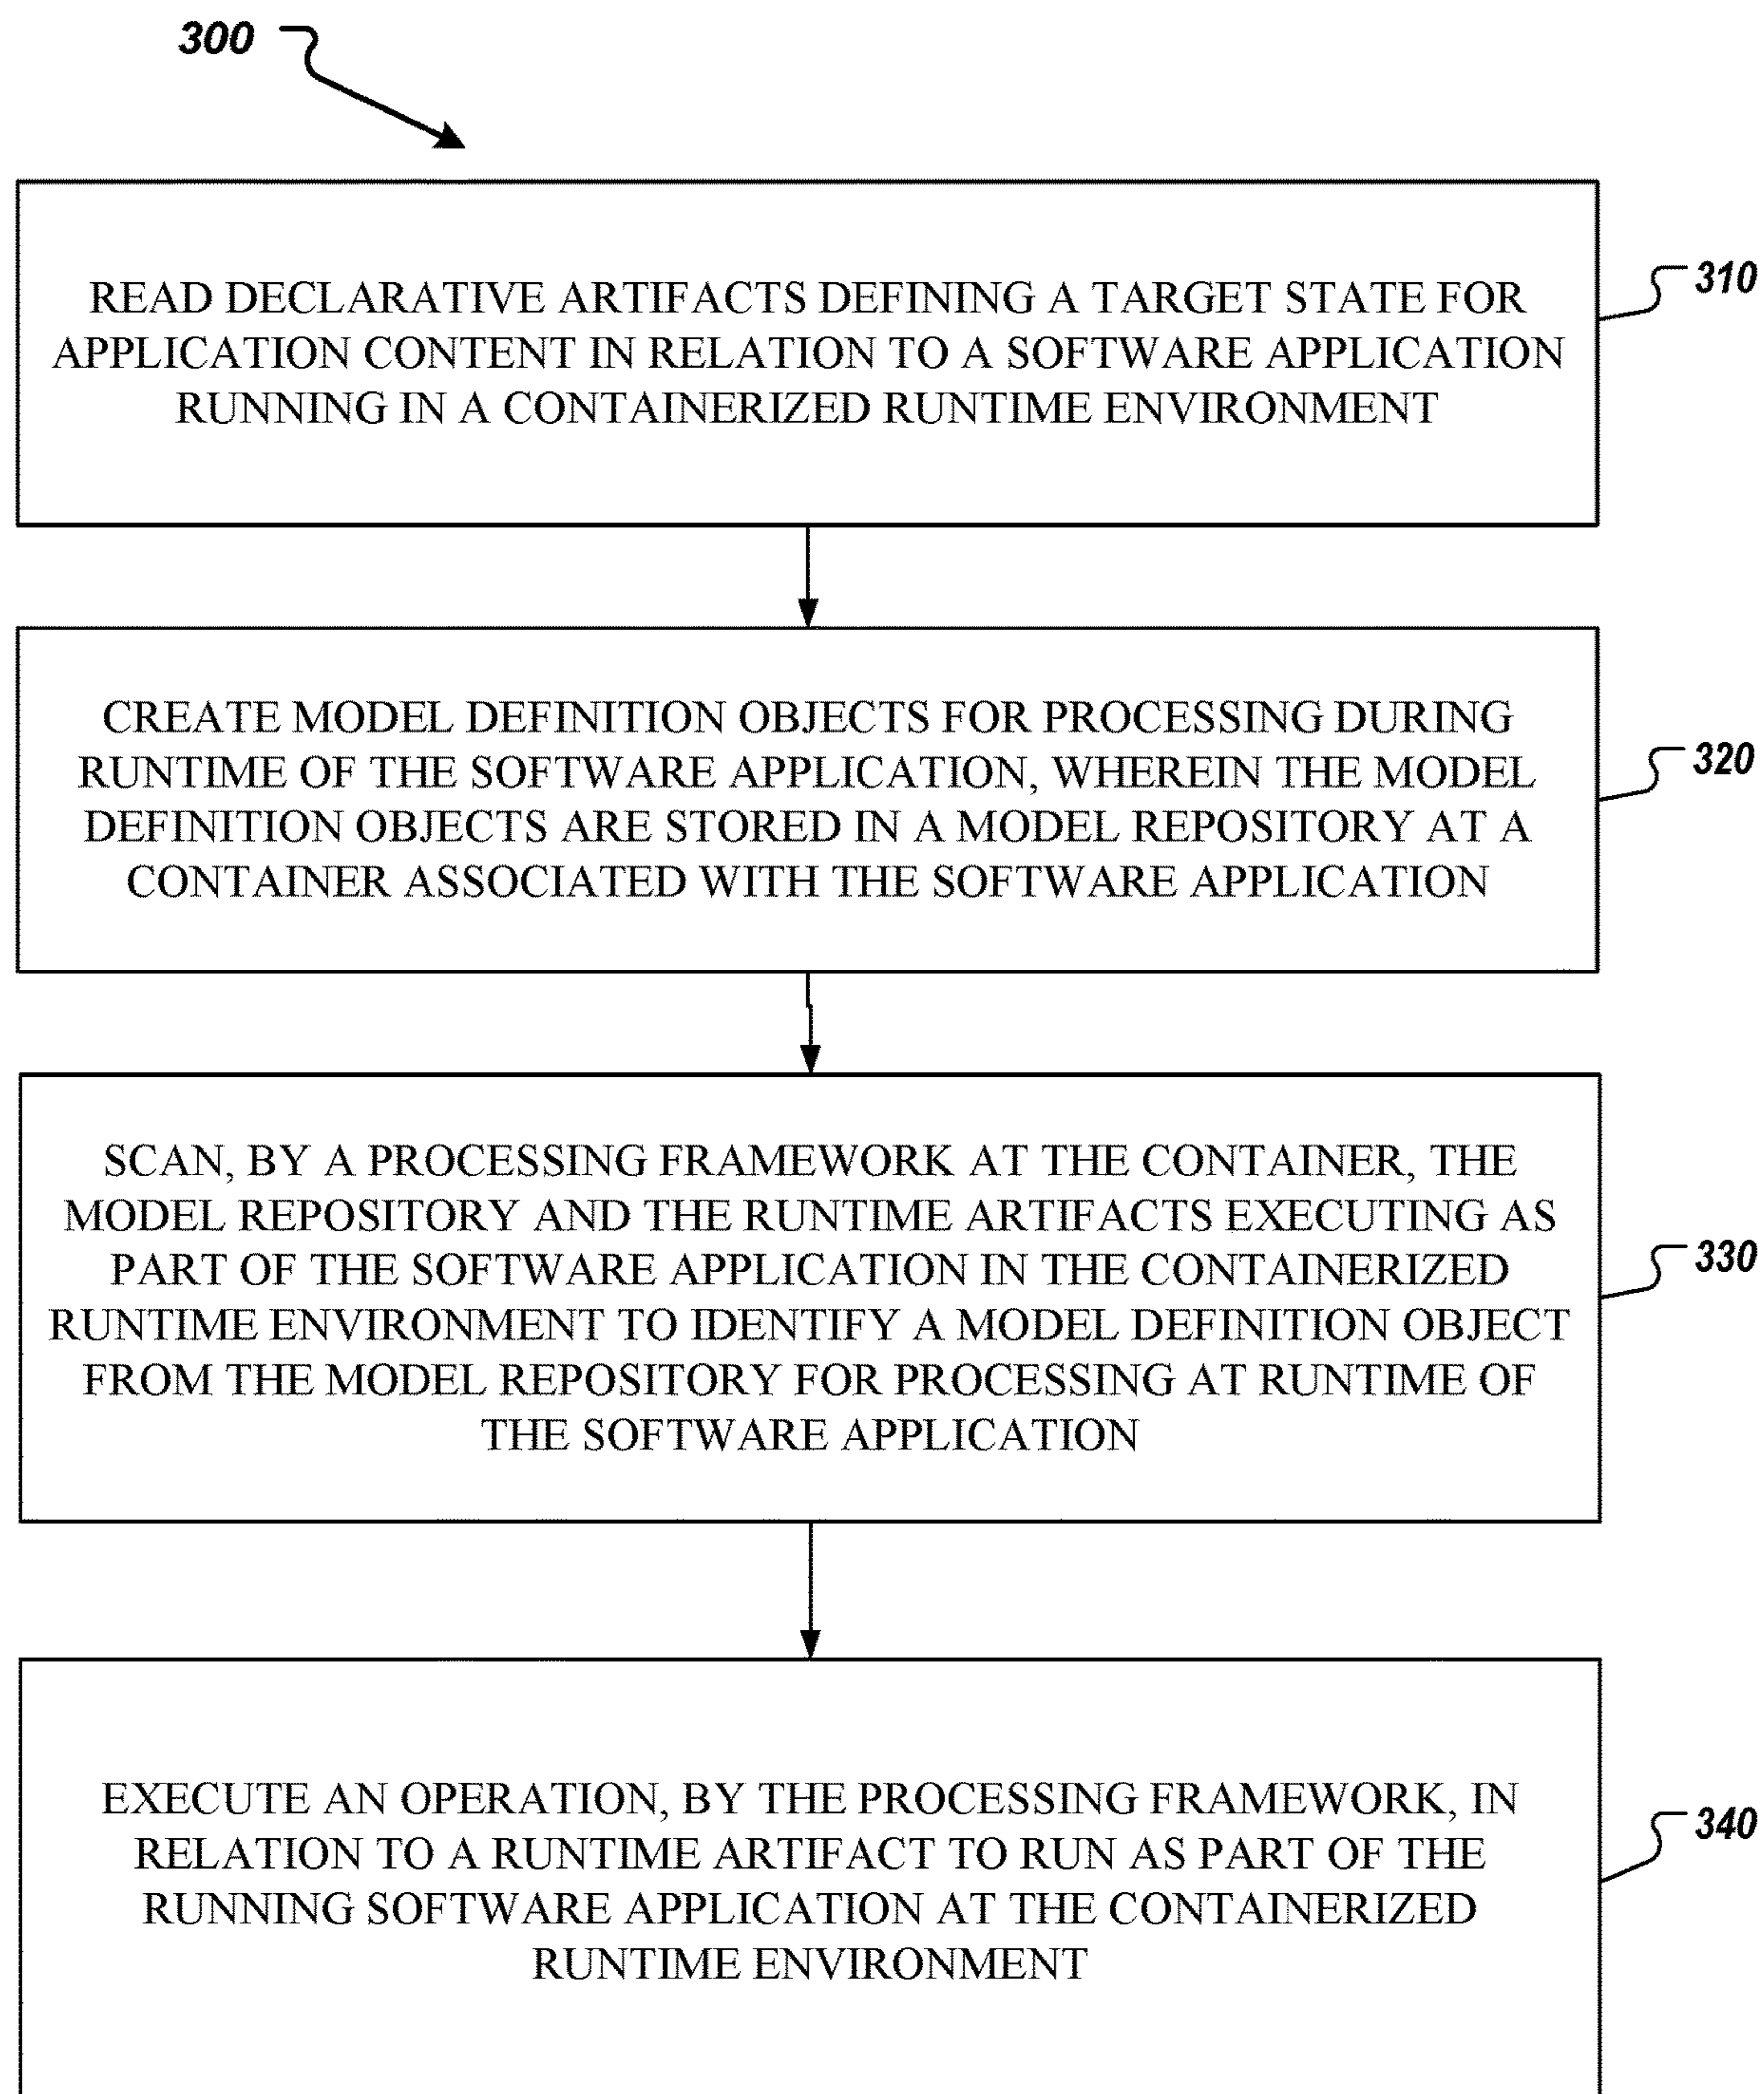 300
READ DECLARATIVE ARTIFACTS DEFINING A TARGET STATE FOR
APPLICATION CONTENT IN RELATION TO A SOFTWARE APPLICATION
RUNNING IN A CONTAINERIZED RUNTIME ENVIRONMENT
310
CREATE MODEL DEFINITION OBJECTS FOR PROCESSING DURING
RUNTIME OF THE SOFTWARE APPLICATION, WHEREIN THE MODEL
DEFINITION OBJECTS ARE STORED IN A MODEL REPOSITORY AT A
CONTAINER ASSOCIATED WITH THE SOFTWARE APPLICATION
320
SCAN, BY A PROCESSING FRAMEWORK AT THE CONTAINER, THE
MODEL REPOSITORY AND THE RUNTIME ARTIFACTS EXECUTING AS
PART OF THE SOFTWARE APPLICATION IN THE CONTAINERIZED
RUNTIME ENVIRONMENT TO IDENTIFY A MODEL DEFINITION OBJECT
FROM THE MODEL REPOSITORY FOR PROCESSING AT RUNTIME OF
THE SOFTWARE APPLICATION
330
EXECUTE AN OPERATION, BY THE PROCESSING FRAMEWORK, IN
RELATION TO A RUNTIME ARTIFACT TO RUN AS PART OF THE
RUNNING SOFTWARE APPLICATION AT THE CONTAINERIZED
RUNTIME ENVIRONMENT
340